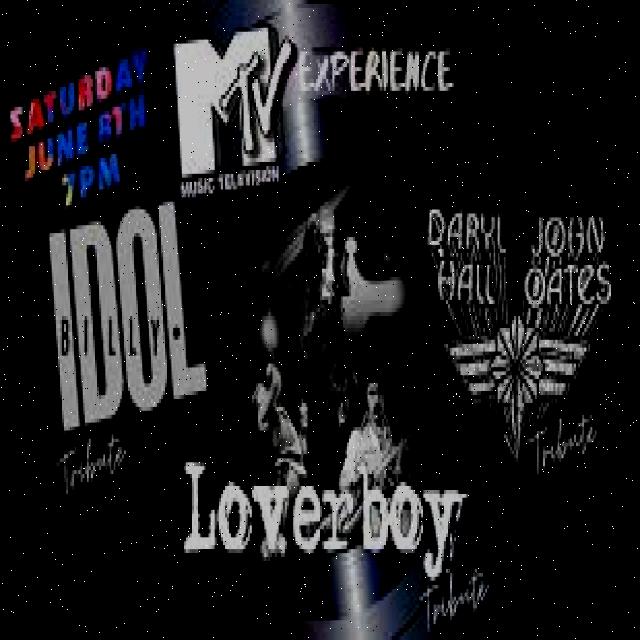 SATURDAY
JUNE 8TH
7PM
MTV
MUSIC TELEVISION
EXPERIENCE
IDOL
BILLY
Tribute
DARYL JOHN
HALL OATES
Tribute
Loverboy
Tribute